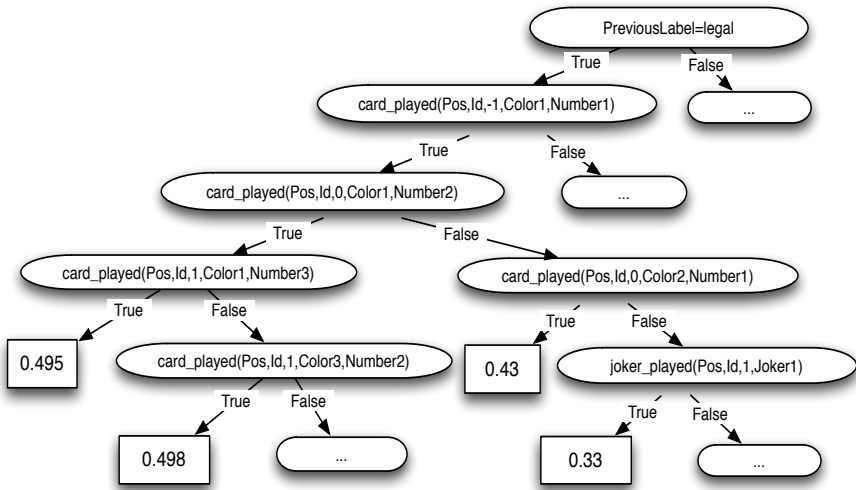 PreviousLabel=legal
True
False
card_played(Pos,Id,-1,Color1,Number1)
...
True
False
card_played(Pos,Id,0,Color1,Number2)
...
True
False
card_played(Pos,Id,1,Color1,Number3)
card_played(Pos,Id,0,Color2,Number1)
True
False
True
False
0.495
card_played(Pos,Id,1,Color3,Number2)
0.43
joker_played(Pos,Id,1,Joker1)
True
False
True
False
0.498
...
0.33
...